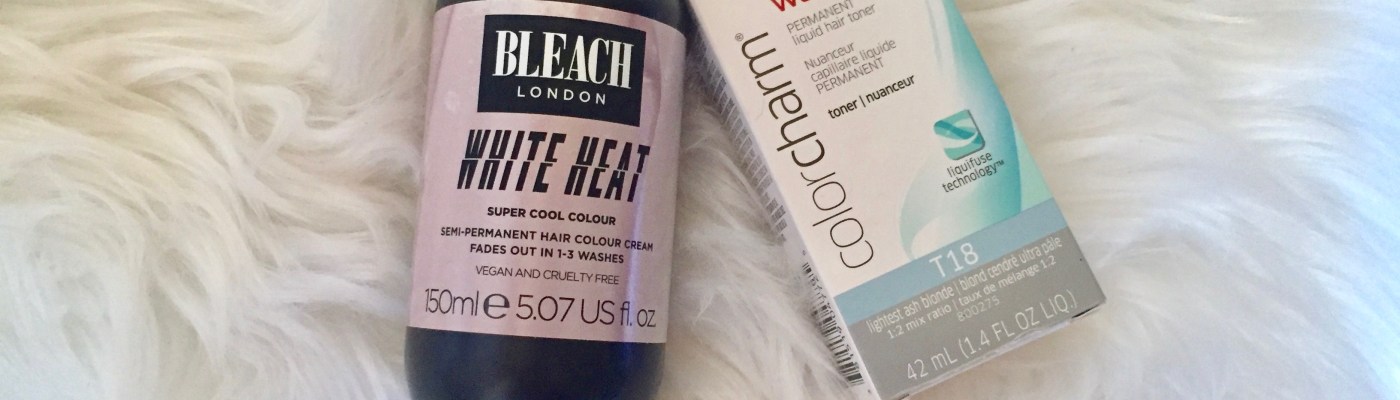 BLEACH
LONDON
WHITE HEAT
SUPER COOL COLOUR
SEMI-PERMANENT HAIR COLOUR CREAM
FADES OUT IN 1-3 WASHES
VEGAN AND CRUELTY FREE
150ml e 5.07 US fl. oz.
PERMANENT
liquid hair toner
Nuanceur
capillaire liquide
PERMANENT
toner | nuanceur
colorcharm®
liquifuse
technology™
T18
lightest ash blonde | blond cendré ultra pâle
1:2 mix ratio | taux de mélange 1:2
800275
42 mL (1.4 FL OZ LIQ.)